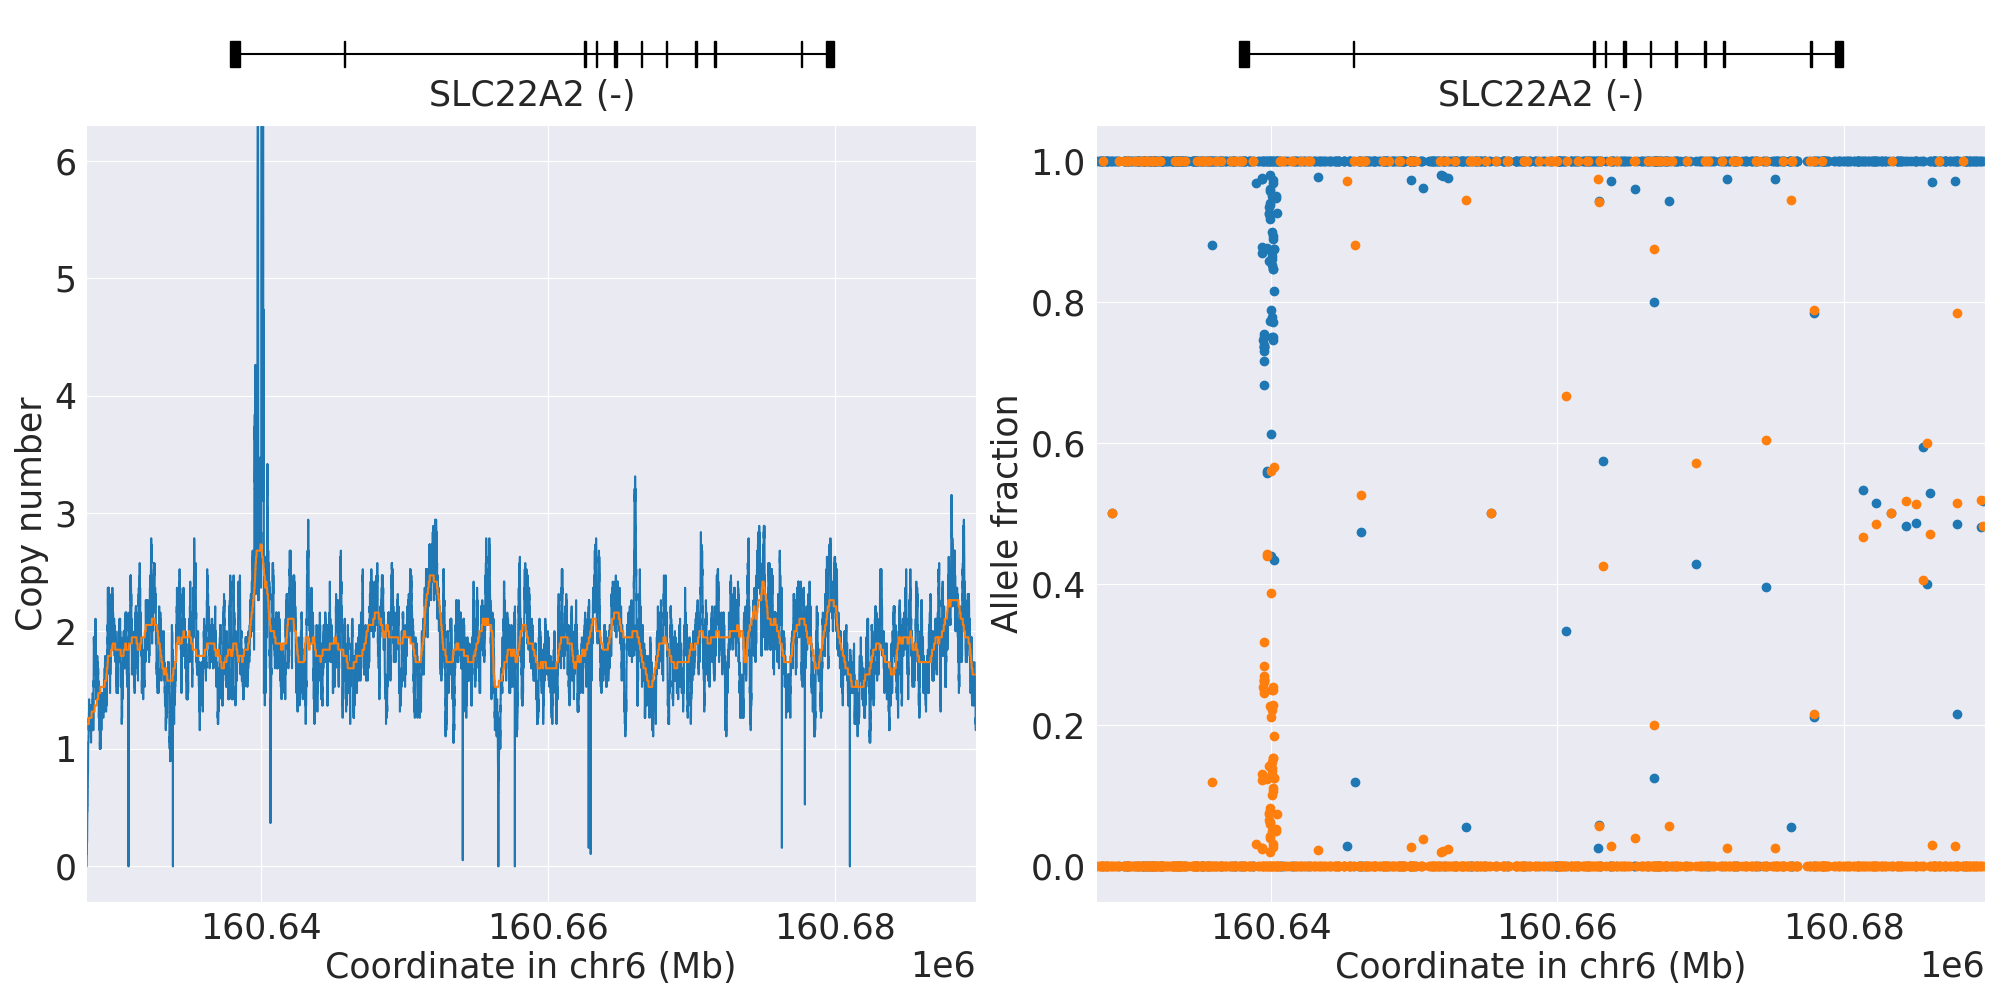 SLC22A2 (-)
6
5
4
3
2
1
0
Copy number
160.64
160.66
160.68
Coordinate in chr6 (Mb)
1e6
SLC22A2 (-)
1.0
0.8
0.6
0.4
0.2
0.0
Allele fraction
160.64
160.66
160.68
Coordinate in chr6 (Mb)
1e6